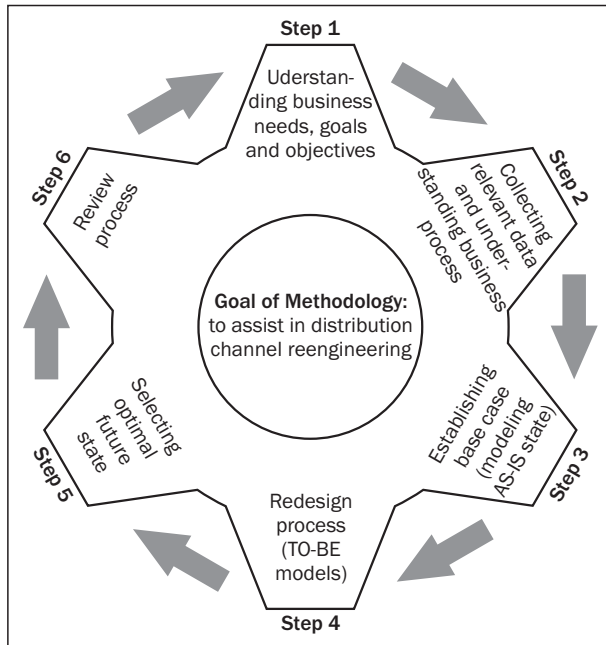 Step 1
Uderstan-
ding business
needs, goals
and objectives
Step 2
Collecting
relevant data
and under-
standing business
process
Step 3
Establishing
base case
(modeling
AS-IS state)
Step 4
Redesign
process
(TO-BE
models)
Step 5
Selecting
optimal
future
state
Step 6
Review
process
Goal of Methodology:
to assist in distribution
channel reengineering